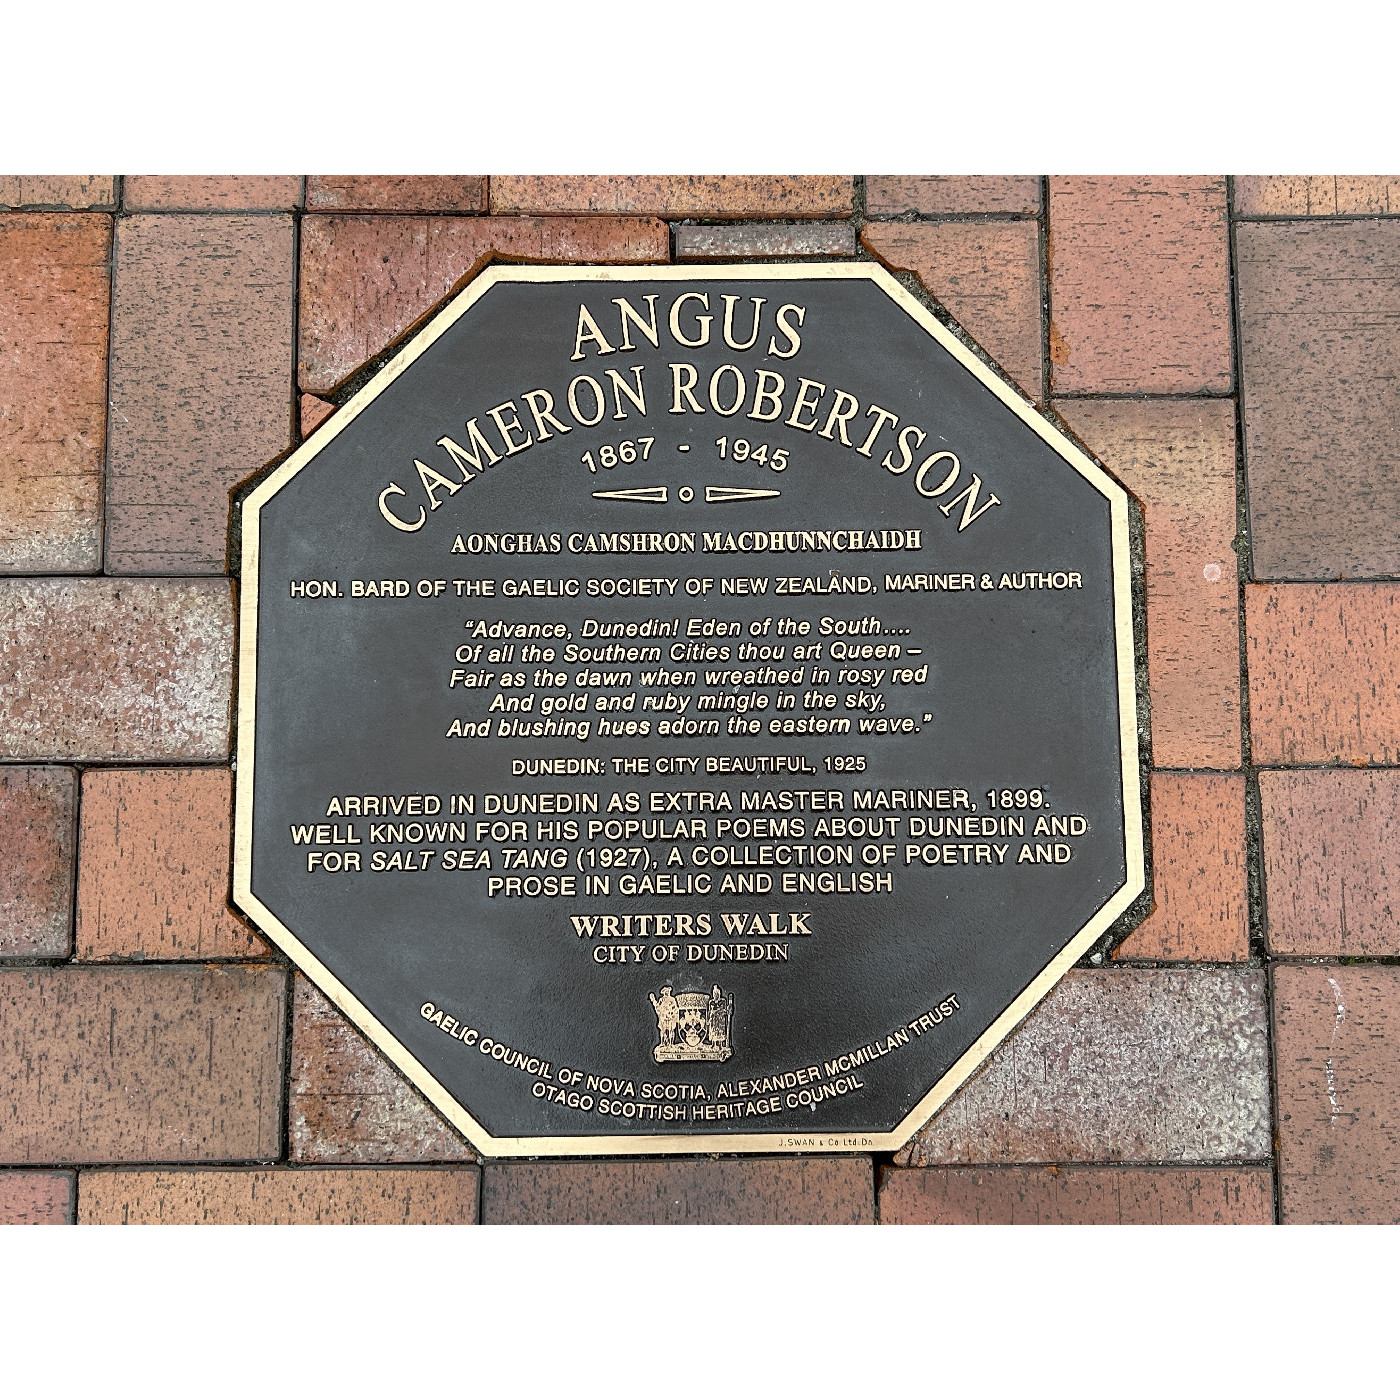 ANGUS
CAMERON ROBERTSON
1867 - 1945
AONGHAS CAMSHRON MACDHUNNCHAIDH
HON. BARD OF THE GAELIC SOCIETY OF NEW ZEALAND, MARINER & AUTHOR
“Advance, Dunedin! Eden of the South....
Of all the Southern Cities thou art Queen –
Fair as the dawn when wreathed in rosy red
And gold and ruby mingle in the sky,
And blushing hues adorn the eastern wave.”
DUNEDIN: THE CITY BEAUTIFUL, 1925
ARRIVED IN DUNEDIN AS EXTRA MASTER MARINER, 1899.
WELL KNOWN FOR HIS POPULAR POEMS ABOUT DUNEDIN AND
FOR SALT SEA TANG (1927), A COLLECTION OF POETRY AND
PROSE IN GAELIC AND ENGLISH
WRITERS WALK
CITY OF DUNEDIN
GAELIC COUNCIL OF NOVA SCOTIA, ALEXANDER MCMILLAN TRUST
OTAGO SCOTTISH HERITAGE COUNCIL
J. SWAN & Co Ltd. Dn.